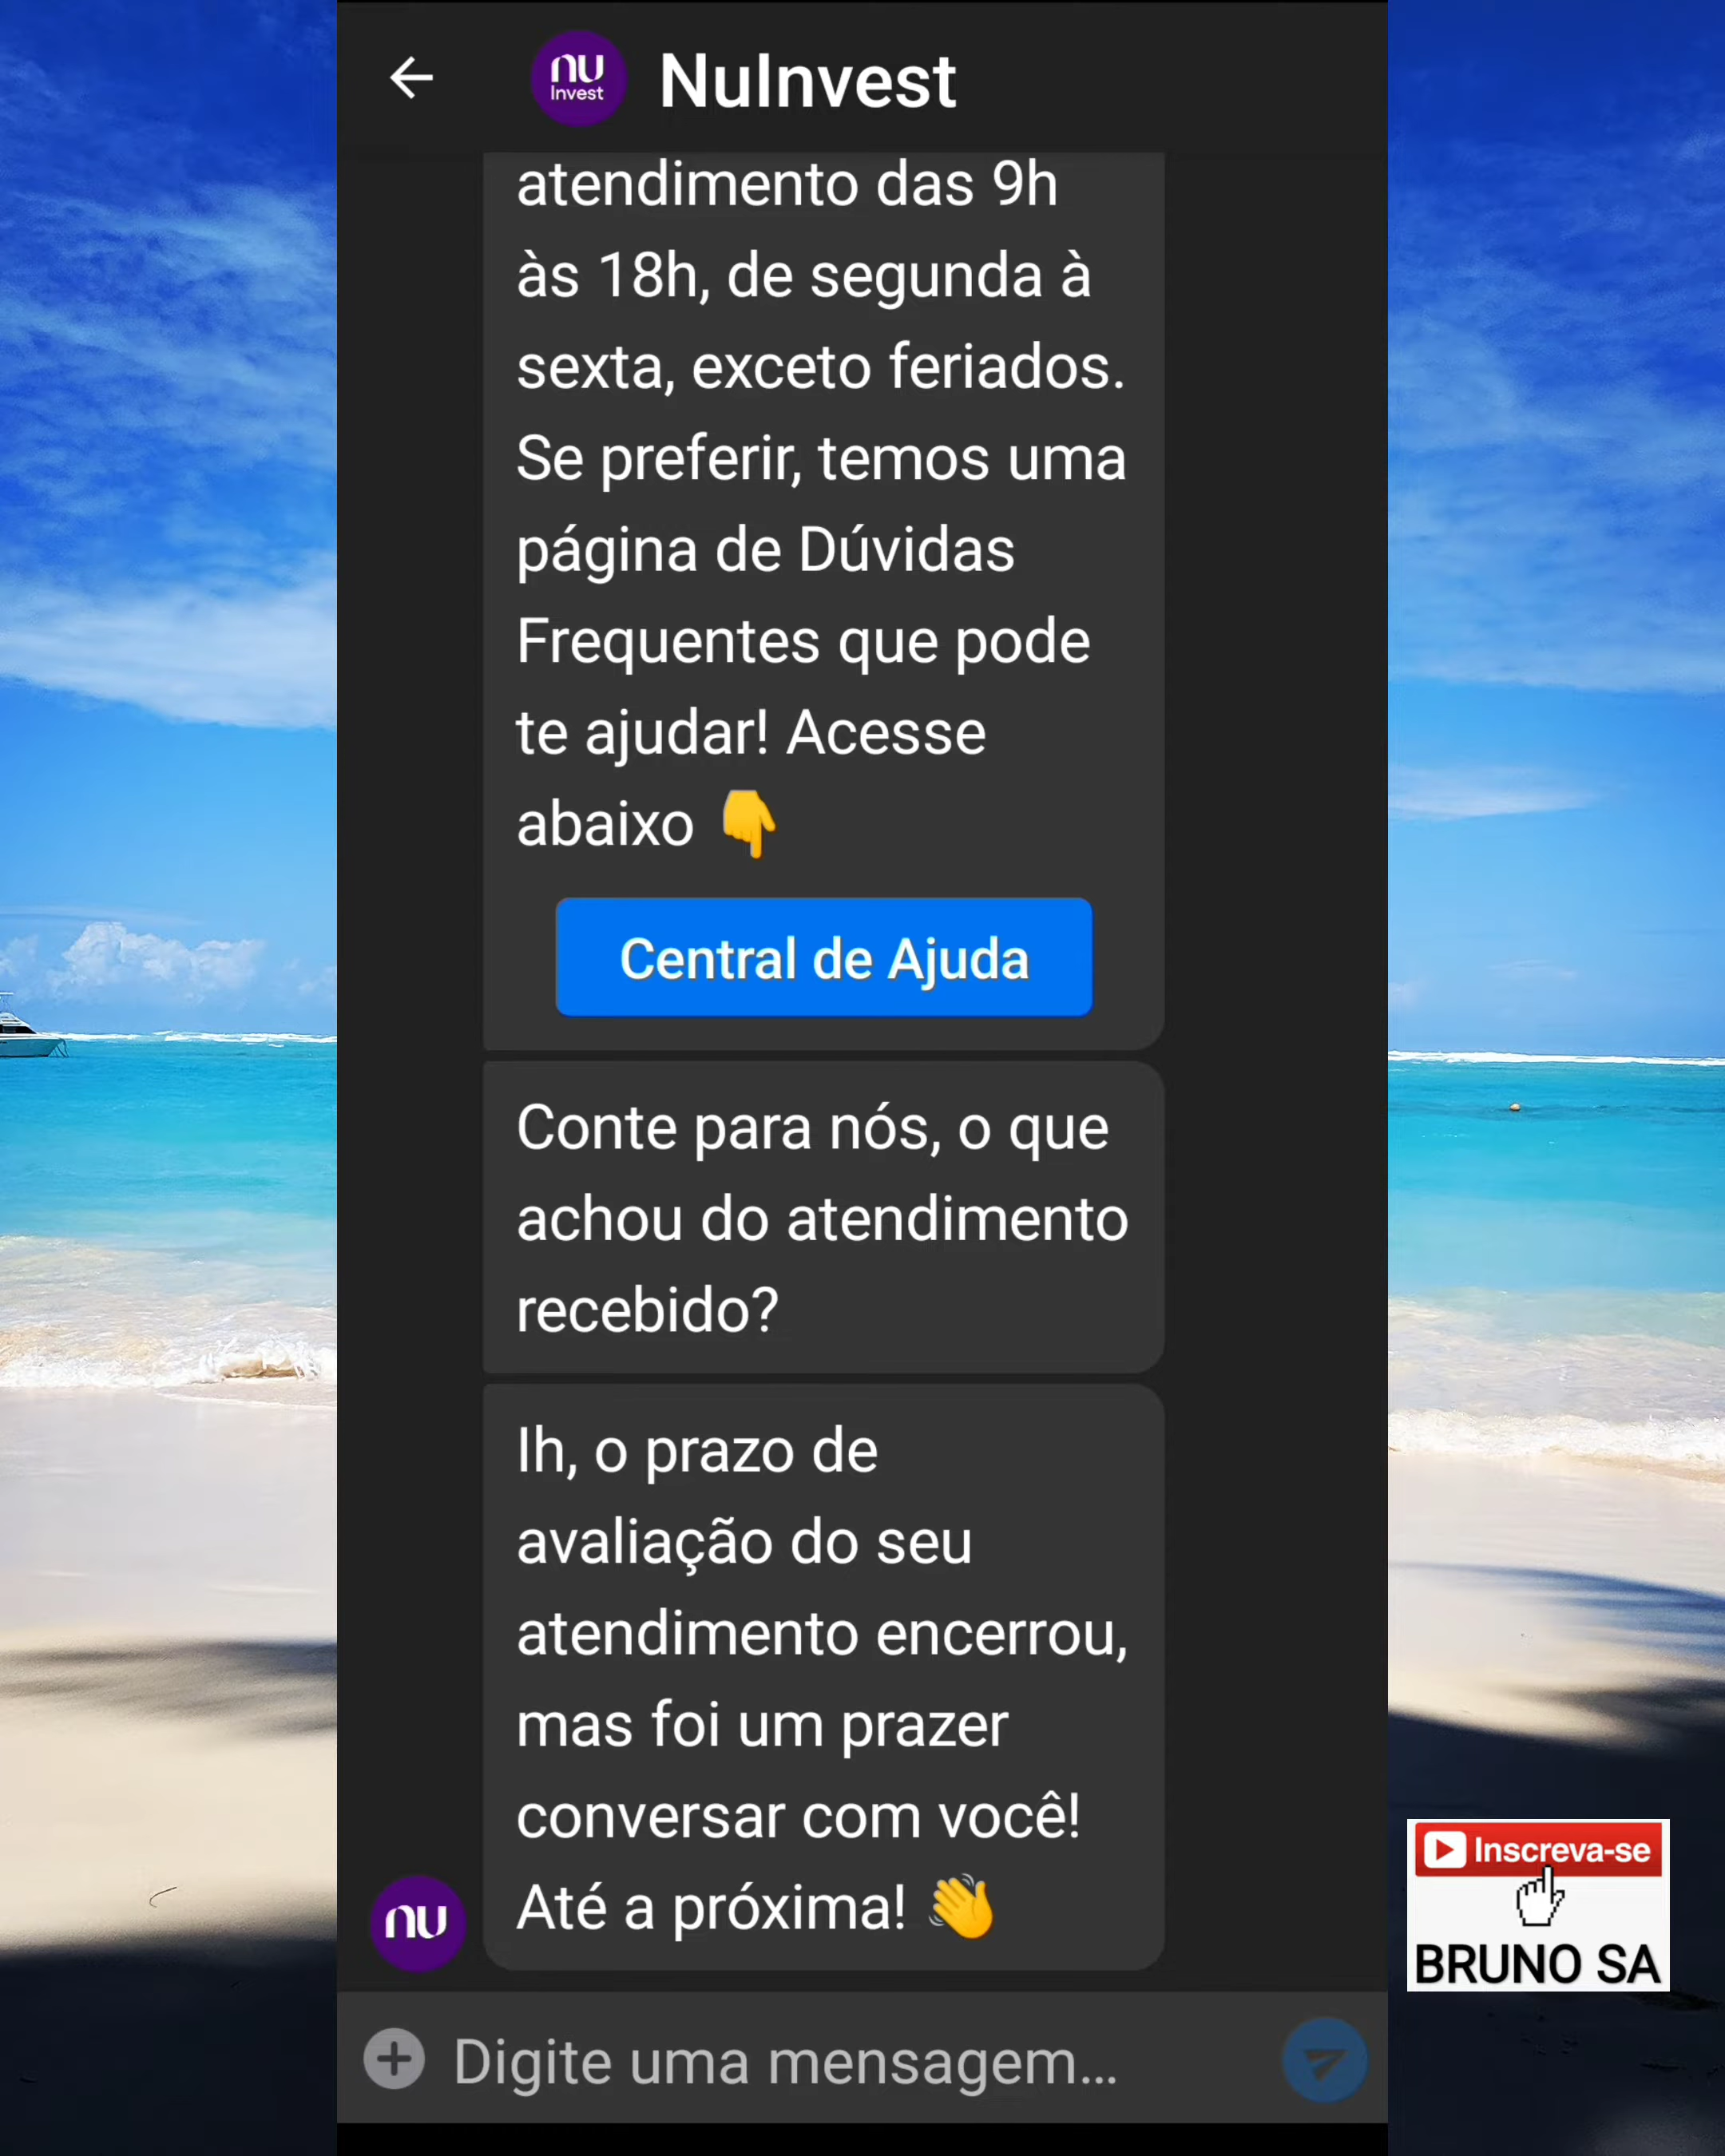 nu
Invest
NuInvest
atendimento das 9h
às 18h, de segunda à
sexta, exceto feriados.
Se preferir, temos uma
página de Dúvidas
Frequentes que pode
te ajudar! Acesse
abaixo 👇
Central de Ajuda
Conte para nós, o que
achou do atendimento
recebido?
Ih, o prazo de
avaliação do seu
atendimento encerrou,
mas foi um prazer
conversar com você!
Até a próxima! 👋
nu
Digite uma mensagem...
Inscreva-se
BRUNO SA